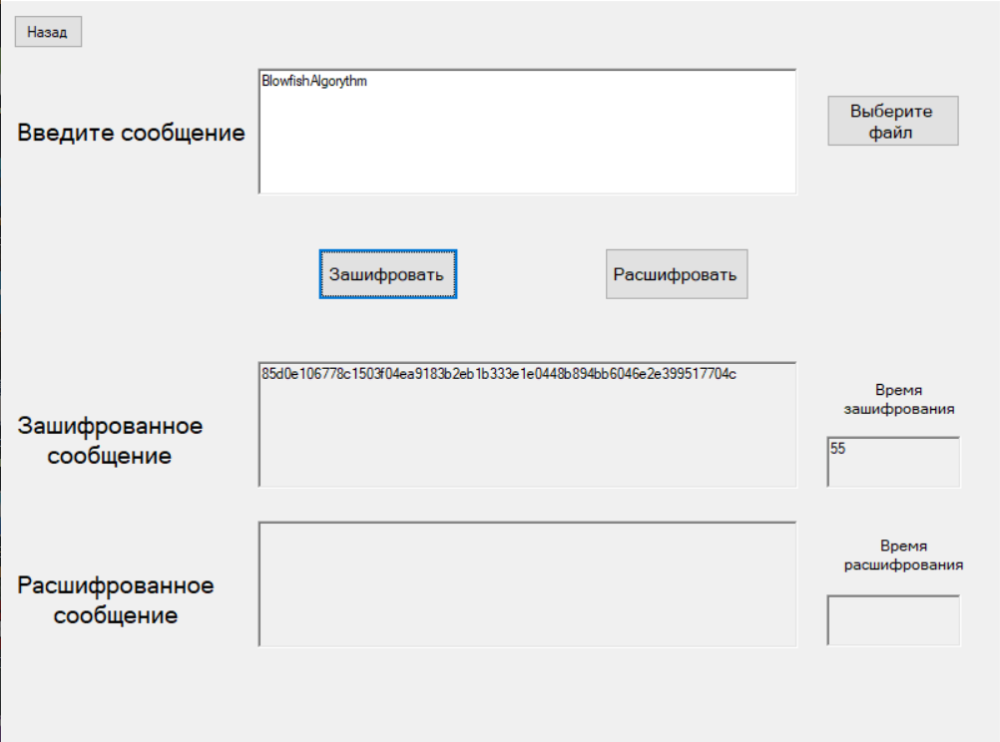 Назад
BlowfishAlgorythm
Введите сообщение
Выберите
файл
Зашифровать
Расшифровать
85d0e106778c1503f04ea9183b2eb1b333e1e0448b894bb6046e2e399517704c
Время
зашифрования
Зашифрованное
сообщение
55
Время
расшифрования
Расшифрованное
сообщение